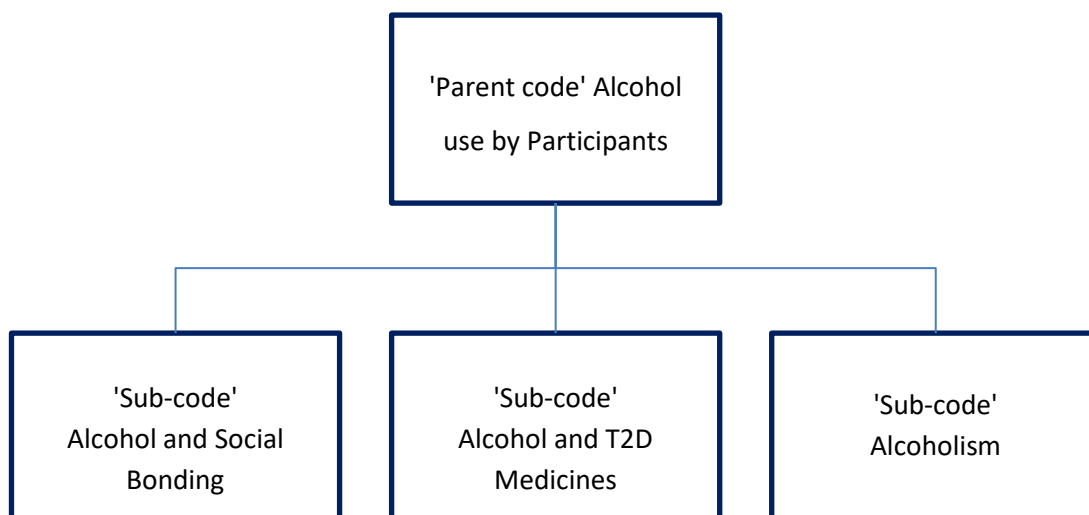 'Parent code' Alcohol
use by Participants
'Sub-code'
Alcohol and Social
Bonding
'Sub-code'
Alcohol and T2D
Medicines
'Sub-code'
Alcoholism